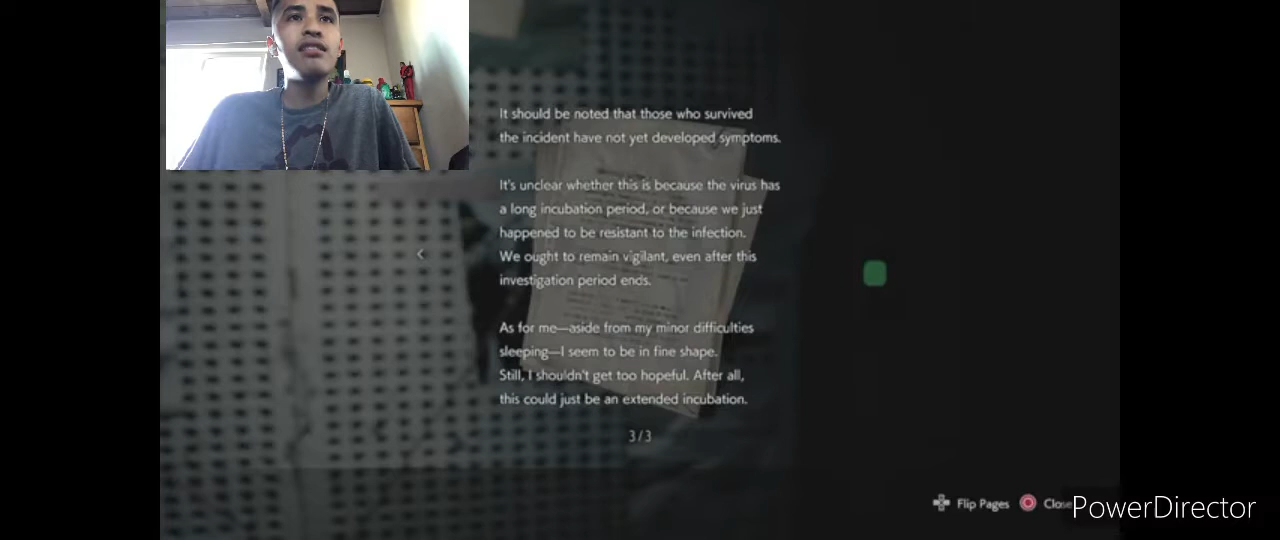 It should be noted that those who survived
the incident have not yet developed symptoms.
It's unclear whether this is because the virus has
a long incubation period, or because we just
happened to be resistant to the infection.
We ought to remain vigilant, even after this
investigation period ends.
As for me—aside from my minor difficulties
sleeping—I seem to be in fine shape.
Still, I shouldn't get too hopeful. After all,
this could just be an extended incubation.
3/3
Flip Pages Close
PowerDirector